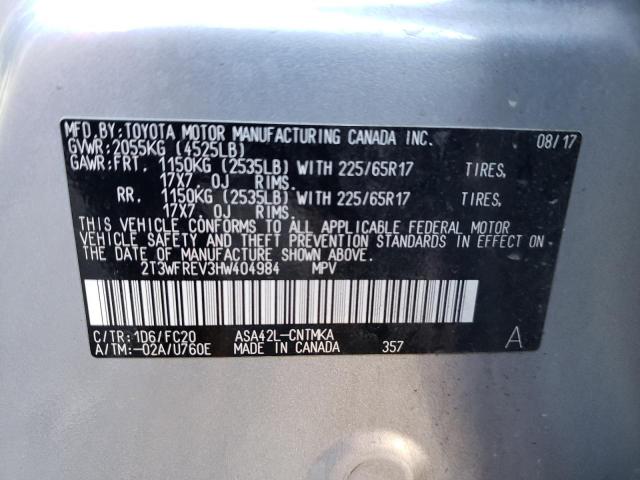 MFD.BY:TOYOTA MOTOR MANUFACTURING CANADA INC. 08/17
GVWR:2055KG (4525LB)
GAWR:FRT. 1150KG (2535LB) WITH 225/65R17 TIRES,
17X7 0J RIMS.
RR. 1150KG (2535LB) WITH 225/65R17 TIRES,
17X7 0J RIMS.
THIS VEHICLE CONFORMS TO ALL APPLICABLE FEDERAL MOTOR
VEHICLE SAFETY AND THEFT PREVENTION STANDARDS IN EFFECT ON
THE DATE OF MANUFACTURE SHOWN ABOVE.
2T3WFREV3HW404984 MPV
C/TR:1D6/FC20 ASA42L-CNTMKA
A/TM:-02A/U760E MADE IN CANADA 357 A